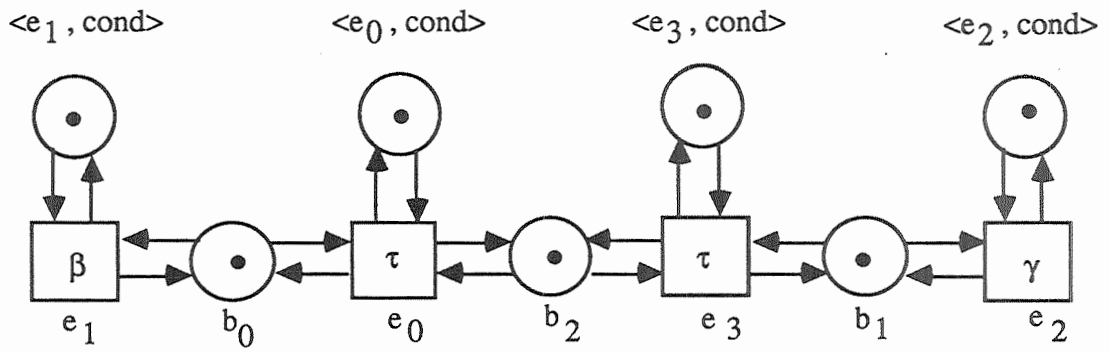 <e₁, cond> <e₀, cond> <e₃, cond> <e₂, cond>
β τ τ γ
e₁ b₀ e₀ b₂ e₃ b₁ e₂